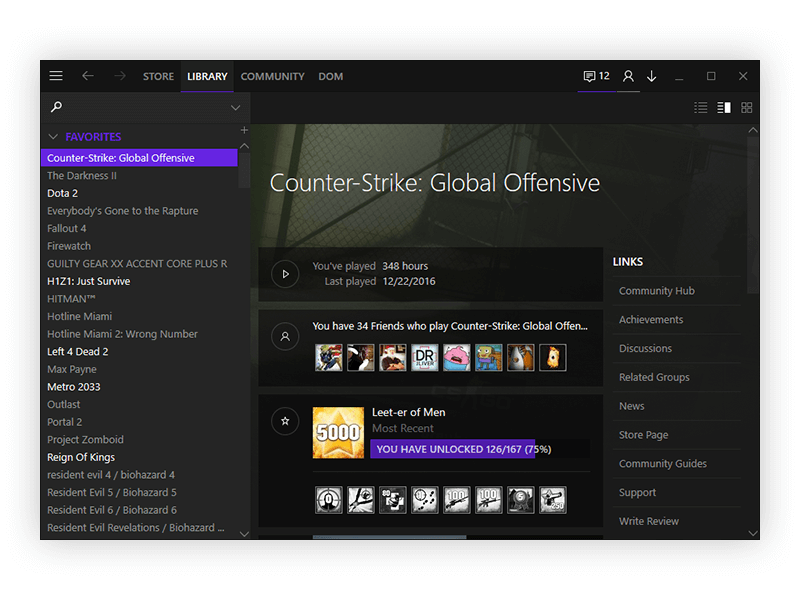 STORE LIBRARY COMMUNITY DOM 12
FAVORITES
Counter-Strike: Global Offensive
The Darkness II
Dota 2
Everybody's Gone to the Rapture
Fallout 4
Firewatch
GUILTY GEAR XX ACCENT CORE PLUS R
H1Z1: Just Survive
HITMAN™
Hotline Miami
Hotline Miami 2: Wrong Number
Left 4 Dead 2
Max Payne
Metro 2033
Outlast
Portal 2
Project Zomboid
Reign Of Kings
resident evil 4 / biohazard 4
Resident Evil 5 / Biohazard 5
Resident Evil 6 / Biohazard 6
Resident Evil Revelations / Biohazard ...
Counter-Strike: Global Offensive
You've played 348 hours
Last played 12/22/2016
You have 34 Friends who play Counter-Strike: Global Offen...
DR
5000
Leet-er of Men
Most Recent
YOU HAVE UNLOCKED 126/167 (75%)
100
100
250
LINKS
Community Hub
Achievements
Discussions
Related Groups
News
Store Page
Community Guides
Support
Write Review